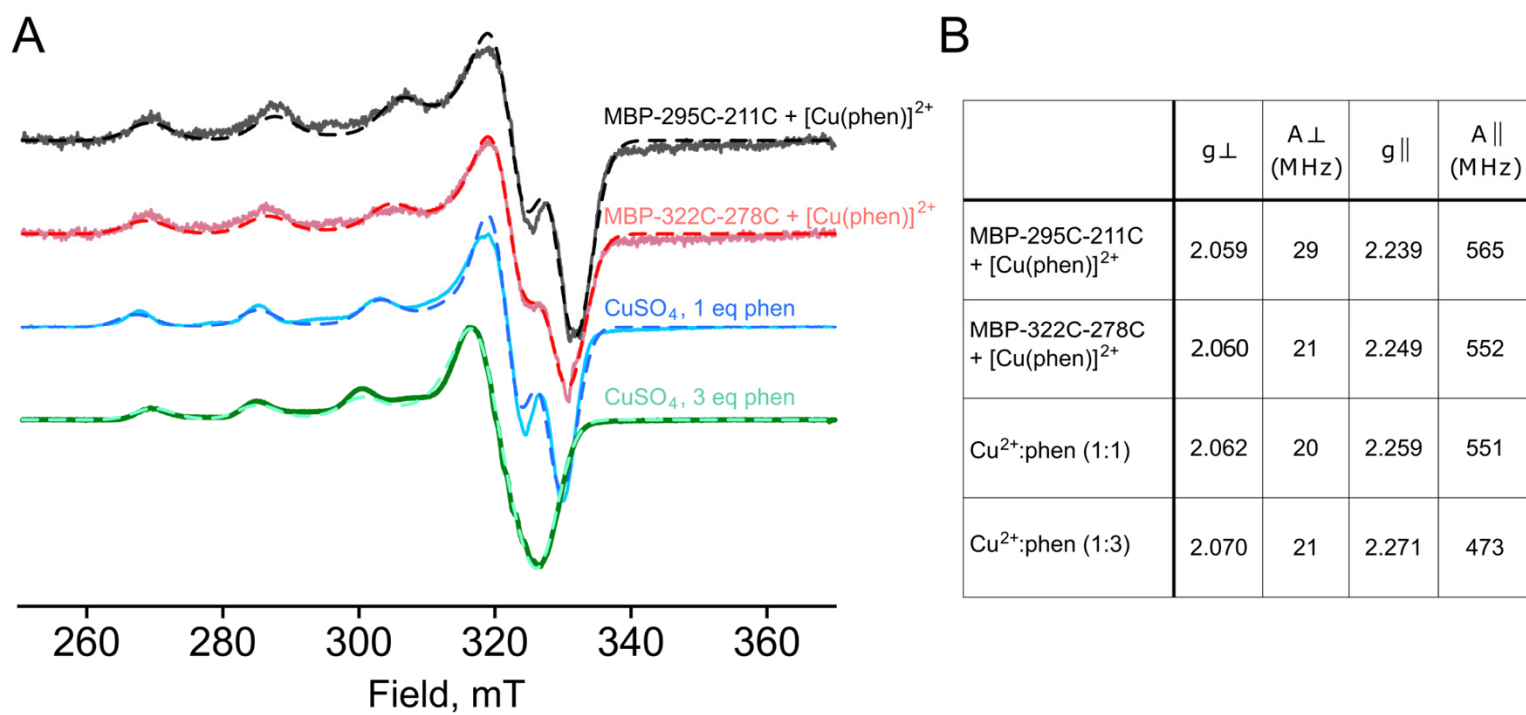 A
MBP-295C-211C + [Cu(phen)]²⁺
MBP-322C-278C + [Cu(phen)]²⁺
CuSO₄, 1 eq phen
CuSO₄, 3 eq phen
260 280 300 320 340 360
Field, mT
B
g⊥ A⊥ (MHz) g∥ A∥ (MHz)
MBP-295C-211C + [Cu(phen)]²⁺ 2.059 29 2.239 565
MBP-322C-278C + [Cu(phen)]²⁺ 2.060 21 2.249 552
Cu²⁺:phen (1:1) 2.062 20 2.259 551
Cu²⁺:phen (1:3) 2.070 21 2.271 473